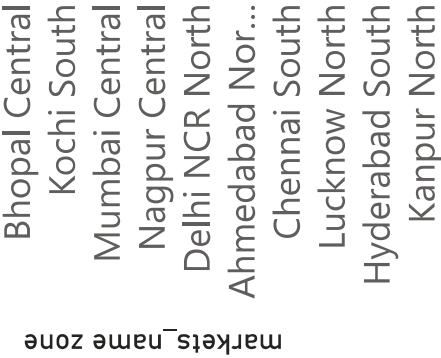 Bhopal Central
Kochi South
Mumbai Central
Nagpur Central
Delhi NCR North
Ahmedabad Nor...
Chennai South
Lucknow North
Hyderabad South
Kanpur North
markets_name zone